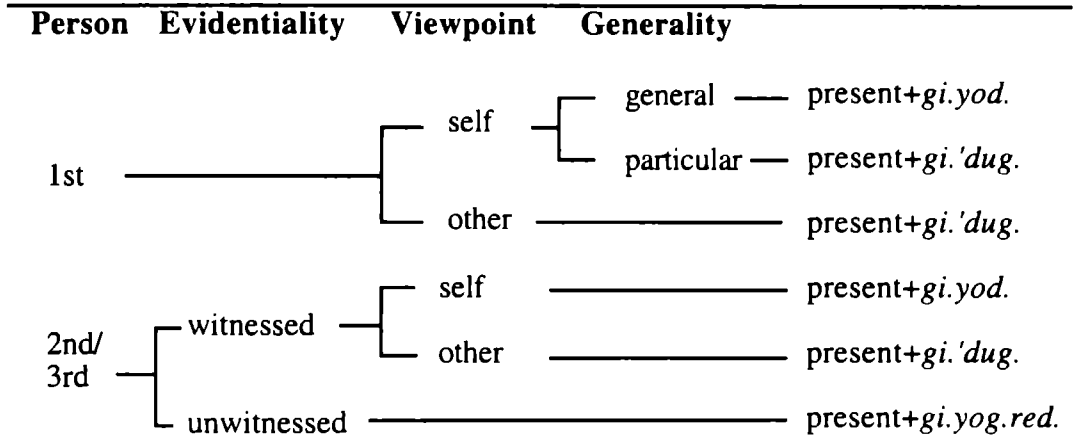 Person Evidentiality Viewpoint Generality
general present+gi.yod.
self
particular present+gi.'dug.
1st
other present+gi.'dug.
self present+gi.yod.
witnessed
2nd/
other present+gi.'dug.
3rd
unwitnessed present+gi.yog.red.